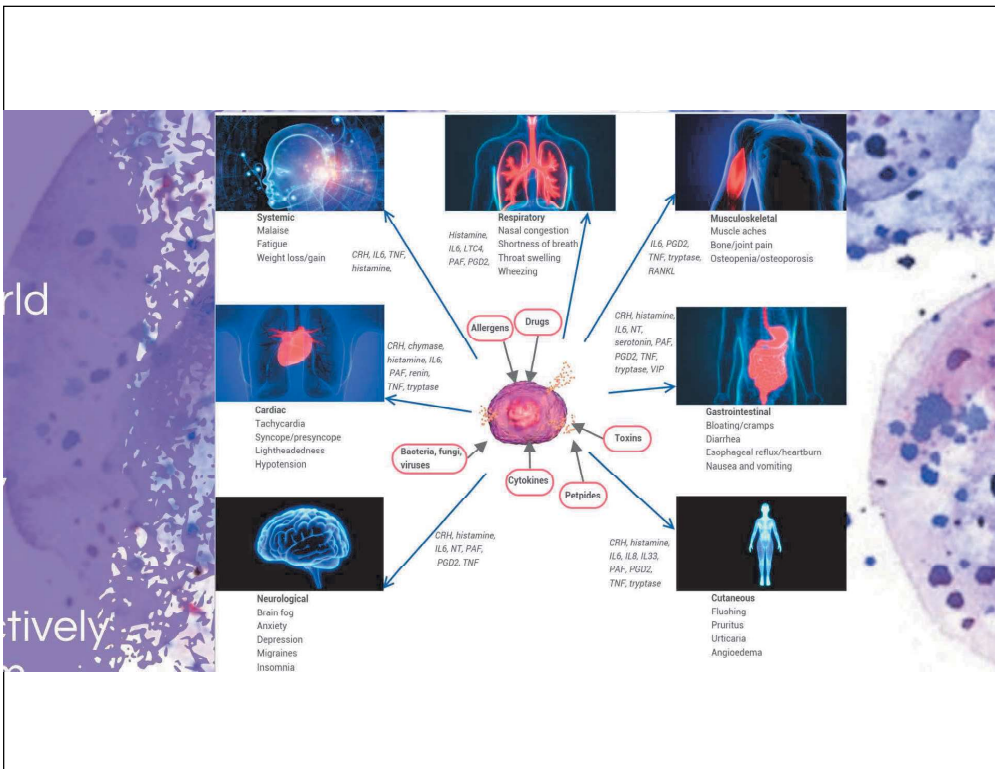 rld
y
ctively
Systemic
Malaise
Fatigue
Weight loss/gain
CRH, IL6, TNF,
histamine,
Histamine,
IL6, LTC4,
PAF, PGD2,
Respiratory
Nasal congestion
Shortness of breath
Throat swelling
Wheezing
IL6, PGD2,
TNF, tryptase,
RANKL
Musculoskeletal
Muscle aches
Bone/joint pain
Osteopenia/osteoporosis
Allergens
Drugs
CRH, chymase,
histamine, IL6,
PAF, renin,
TNF, tryptase
CRH, histamine,
IL6, NT,
serotonin, PAF,
PGD2, TNF,
tryptase, VIP
Cardiac
Tachycardia
Syncope/presyncope
Lightheadedness
Hypotension
Gastrointestinal
Bloating/cramps
Diarrhea
Esophageal reflux/heartburn
Nausea and vomiting
Bacteria, fungi,
viruses
Cytokines
Petpides
Toxins
CRH, histamine,
IL6, NT, PAF,
PGD2. TNF
CRH, histamine,
IL6, IL8, IL33,
PAF, PGD2,
TNF, tryptase
Neurological
Brain fog
Anxiety
Depression
Migraines
Insomnia
Cutaneous
Flushing
Pruritus
Urticaria
Angioedema